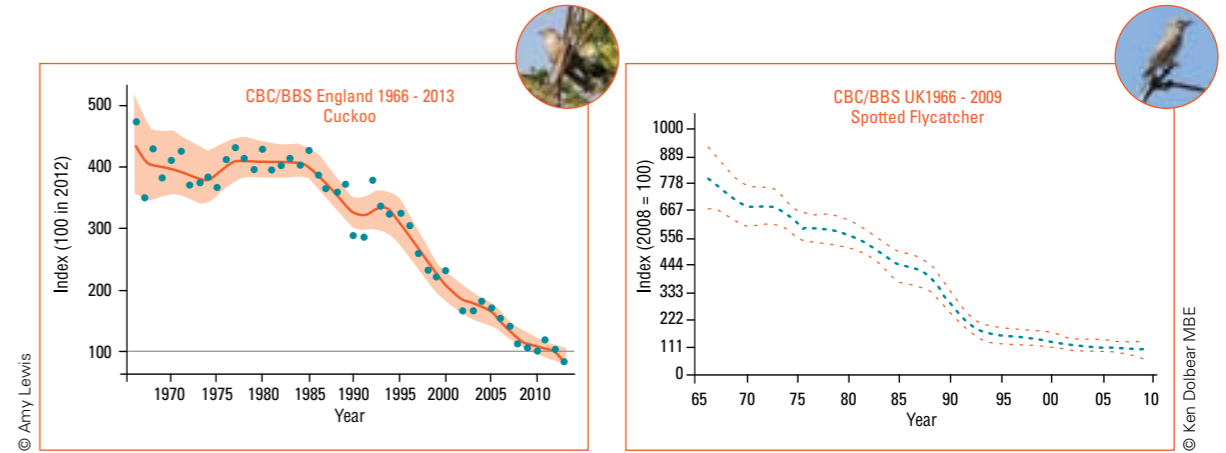 CBC/BBS England 1966 - 2013
Cuckoo
Index (100 in 2012)
500
400
300
200
100
1970 1975 1980 1985 1990 1995 2000 2005 2010
Year
© Amy Lewis
CBC/BBS UK1966 - 2009
Spotted Flycatcher
Index (2008 = 100)
1000
889
778
667
556
444
333
222
111
0
65 70 75 80 85 90 95 00 05 10
Year
© Ken Dolbear MBE